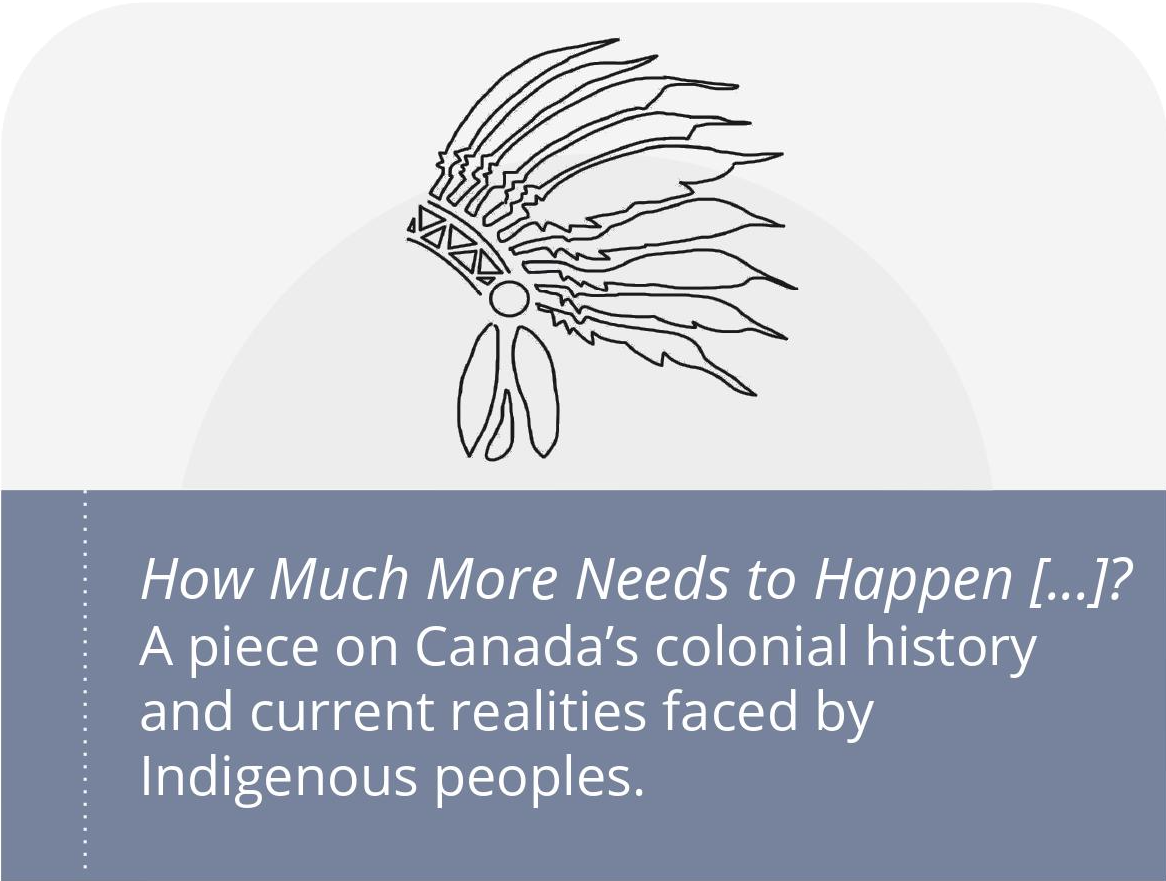 How Much More Needs to Happen [...]?
A piece on Canada’s colonial history
and current realities faced by
Indigenous peoples.